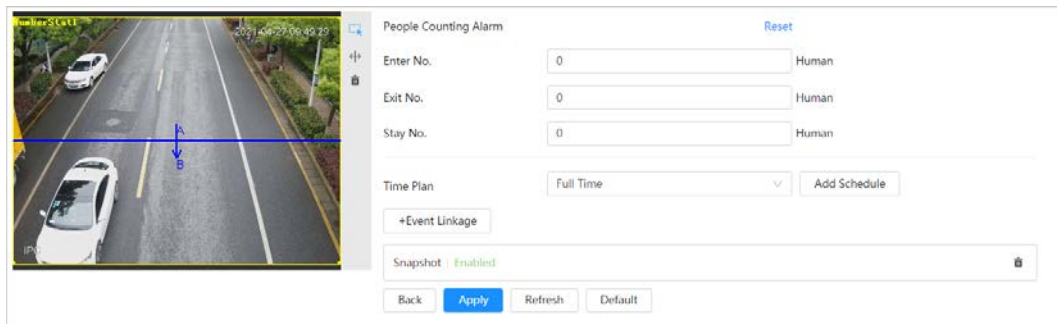 NumberStat1
2021-04-27 09:49:29
A
B
IPC
People Counting Alarm
Reset
Enter No.
0
Human
Exit No.
0
Human
Stay No.
0
Human
Time Plan
Full Time
Add Schedule
+Event Linkage
Snapshot | Enabled
Back
Apply
Refresh
Default